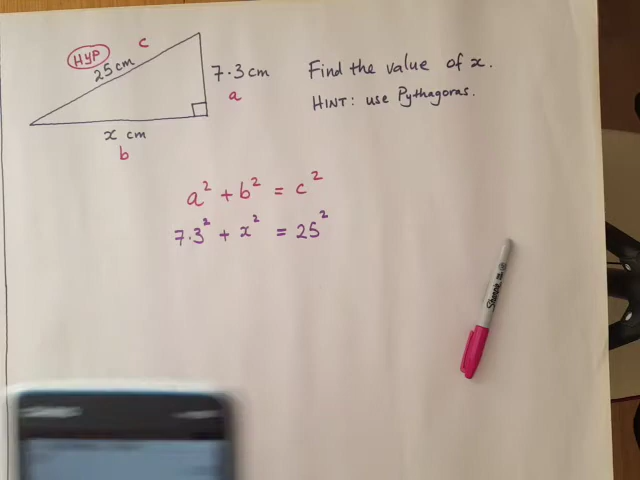 HYP
c
25 cm
7.3 cm
a
x cm
b
Find the value of x.
HINT: use Pythagoras.
a² + b² = c²
7.3² + x² = 25²
Sharpie